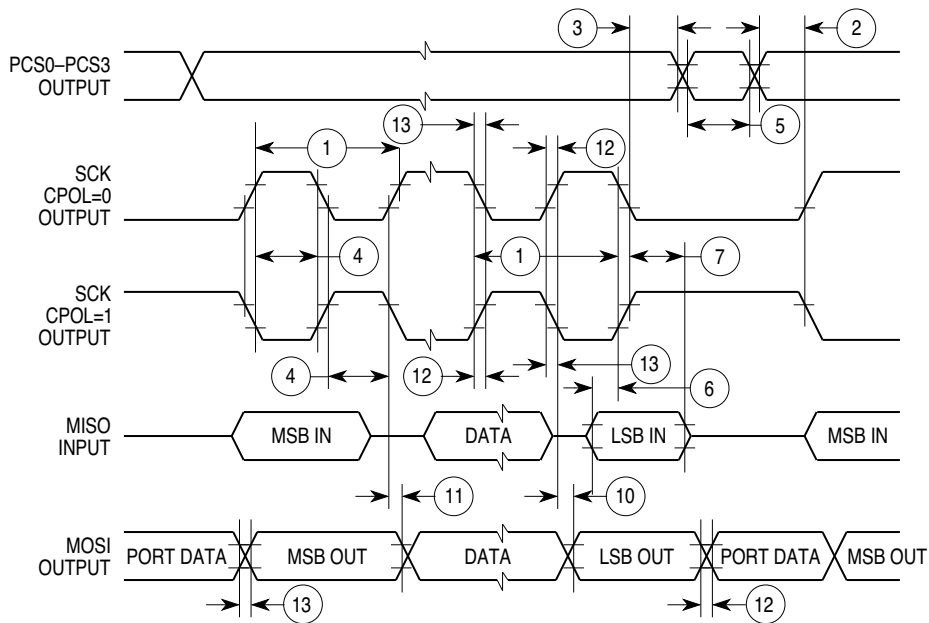 3
2
PCS0–PCS3
OUTPUT
5
13
12
1
SCK
CPOL=0
OUTPUT
4
1
7
SCK
CPOL=1
OUTPUT
4
12
13
6
MISO
INPUT
MSB IN
DATA
LSB IN
MSB IN
11
10
MOSI
OUTPUT
PORT DATA
MSB OUT
DATA
LSB OUT
PORT DATA
MSB OUT
13
12